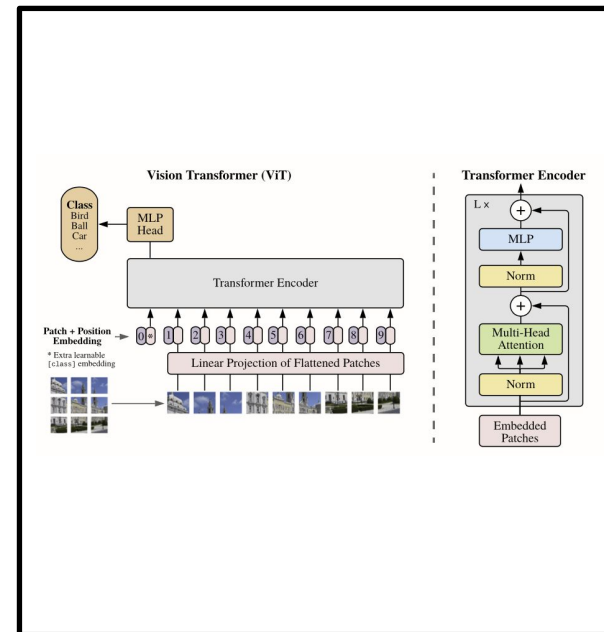 Vision Transformer (ViT)
Class
Bird
Ball
Car
...
MLP
Head
Transformer Encoder
Patch + Position
Embedding
* Extra learnable
[class] embedding
0 * 1 2 3 4 5 6 7 8 9
Linear Projection of Flattened Patches
Transformer Encoder
L ×
+
MLP
Norm
+
Multi-Head
Attention
Norm
Embedded
Patches